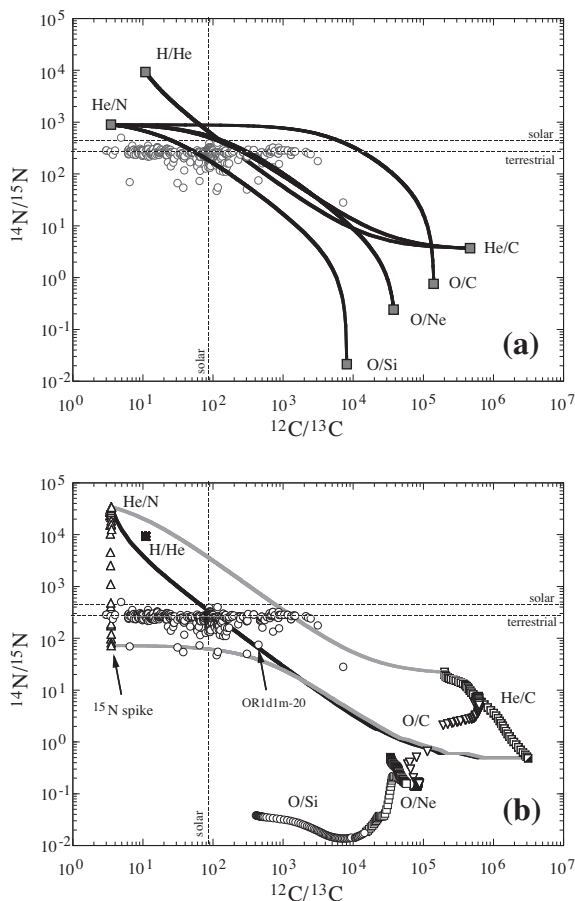 (a)
10^5
10^4
10^3
10^2
10^1
10^0
10^-1
10^-2
14N/15N
H/He
He/N
solar
terrestrial
He/C
O/C
O/Ne
O/Si
solar
10^0 10^1 10^2 10^3 10^4 10^5 10^6 10^7
12C/13C
10^5
10^4
10^3
10^2
10^1
10^0
10^-1
10^-2
14N/15N
He/N
H/He
solar
terrestrial
15N spike
OR1d1m-20
He/C
O/C
O/Ne
O/Si
solar
(b)
10^0 10^1 10^2 10^3 10^4 10^5 10^6 10^7
12C/13C